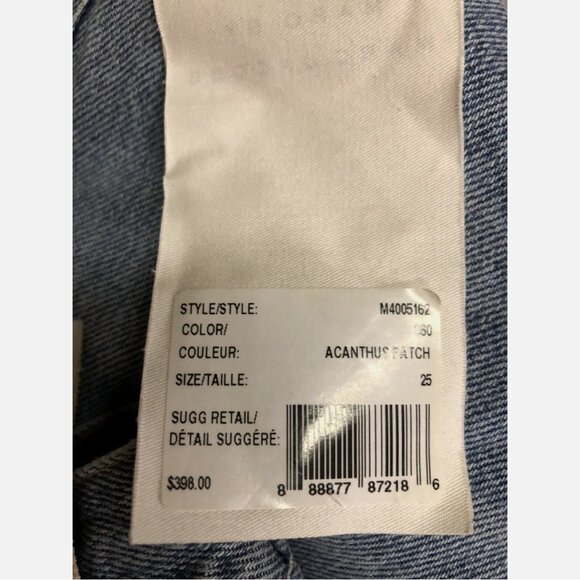 STYLE/STYLE: M4005162
COLOR/ 960
COULEUR: ACANTHUS PATCH
SIZE/TAILLE: 25
SUGG RETAIL/
DÉTAIL SUGGÉRÉ:
$398.00
8 88877 87218 6